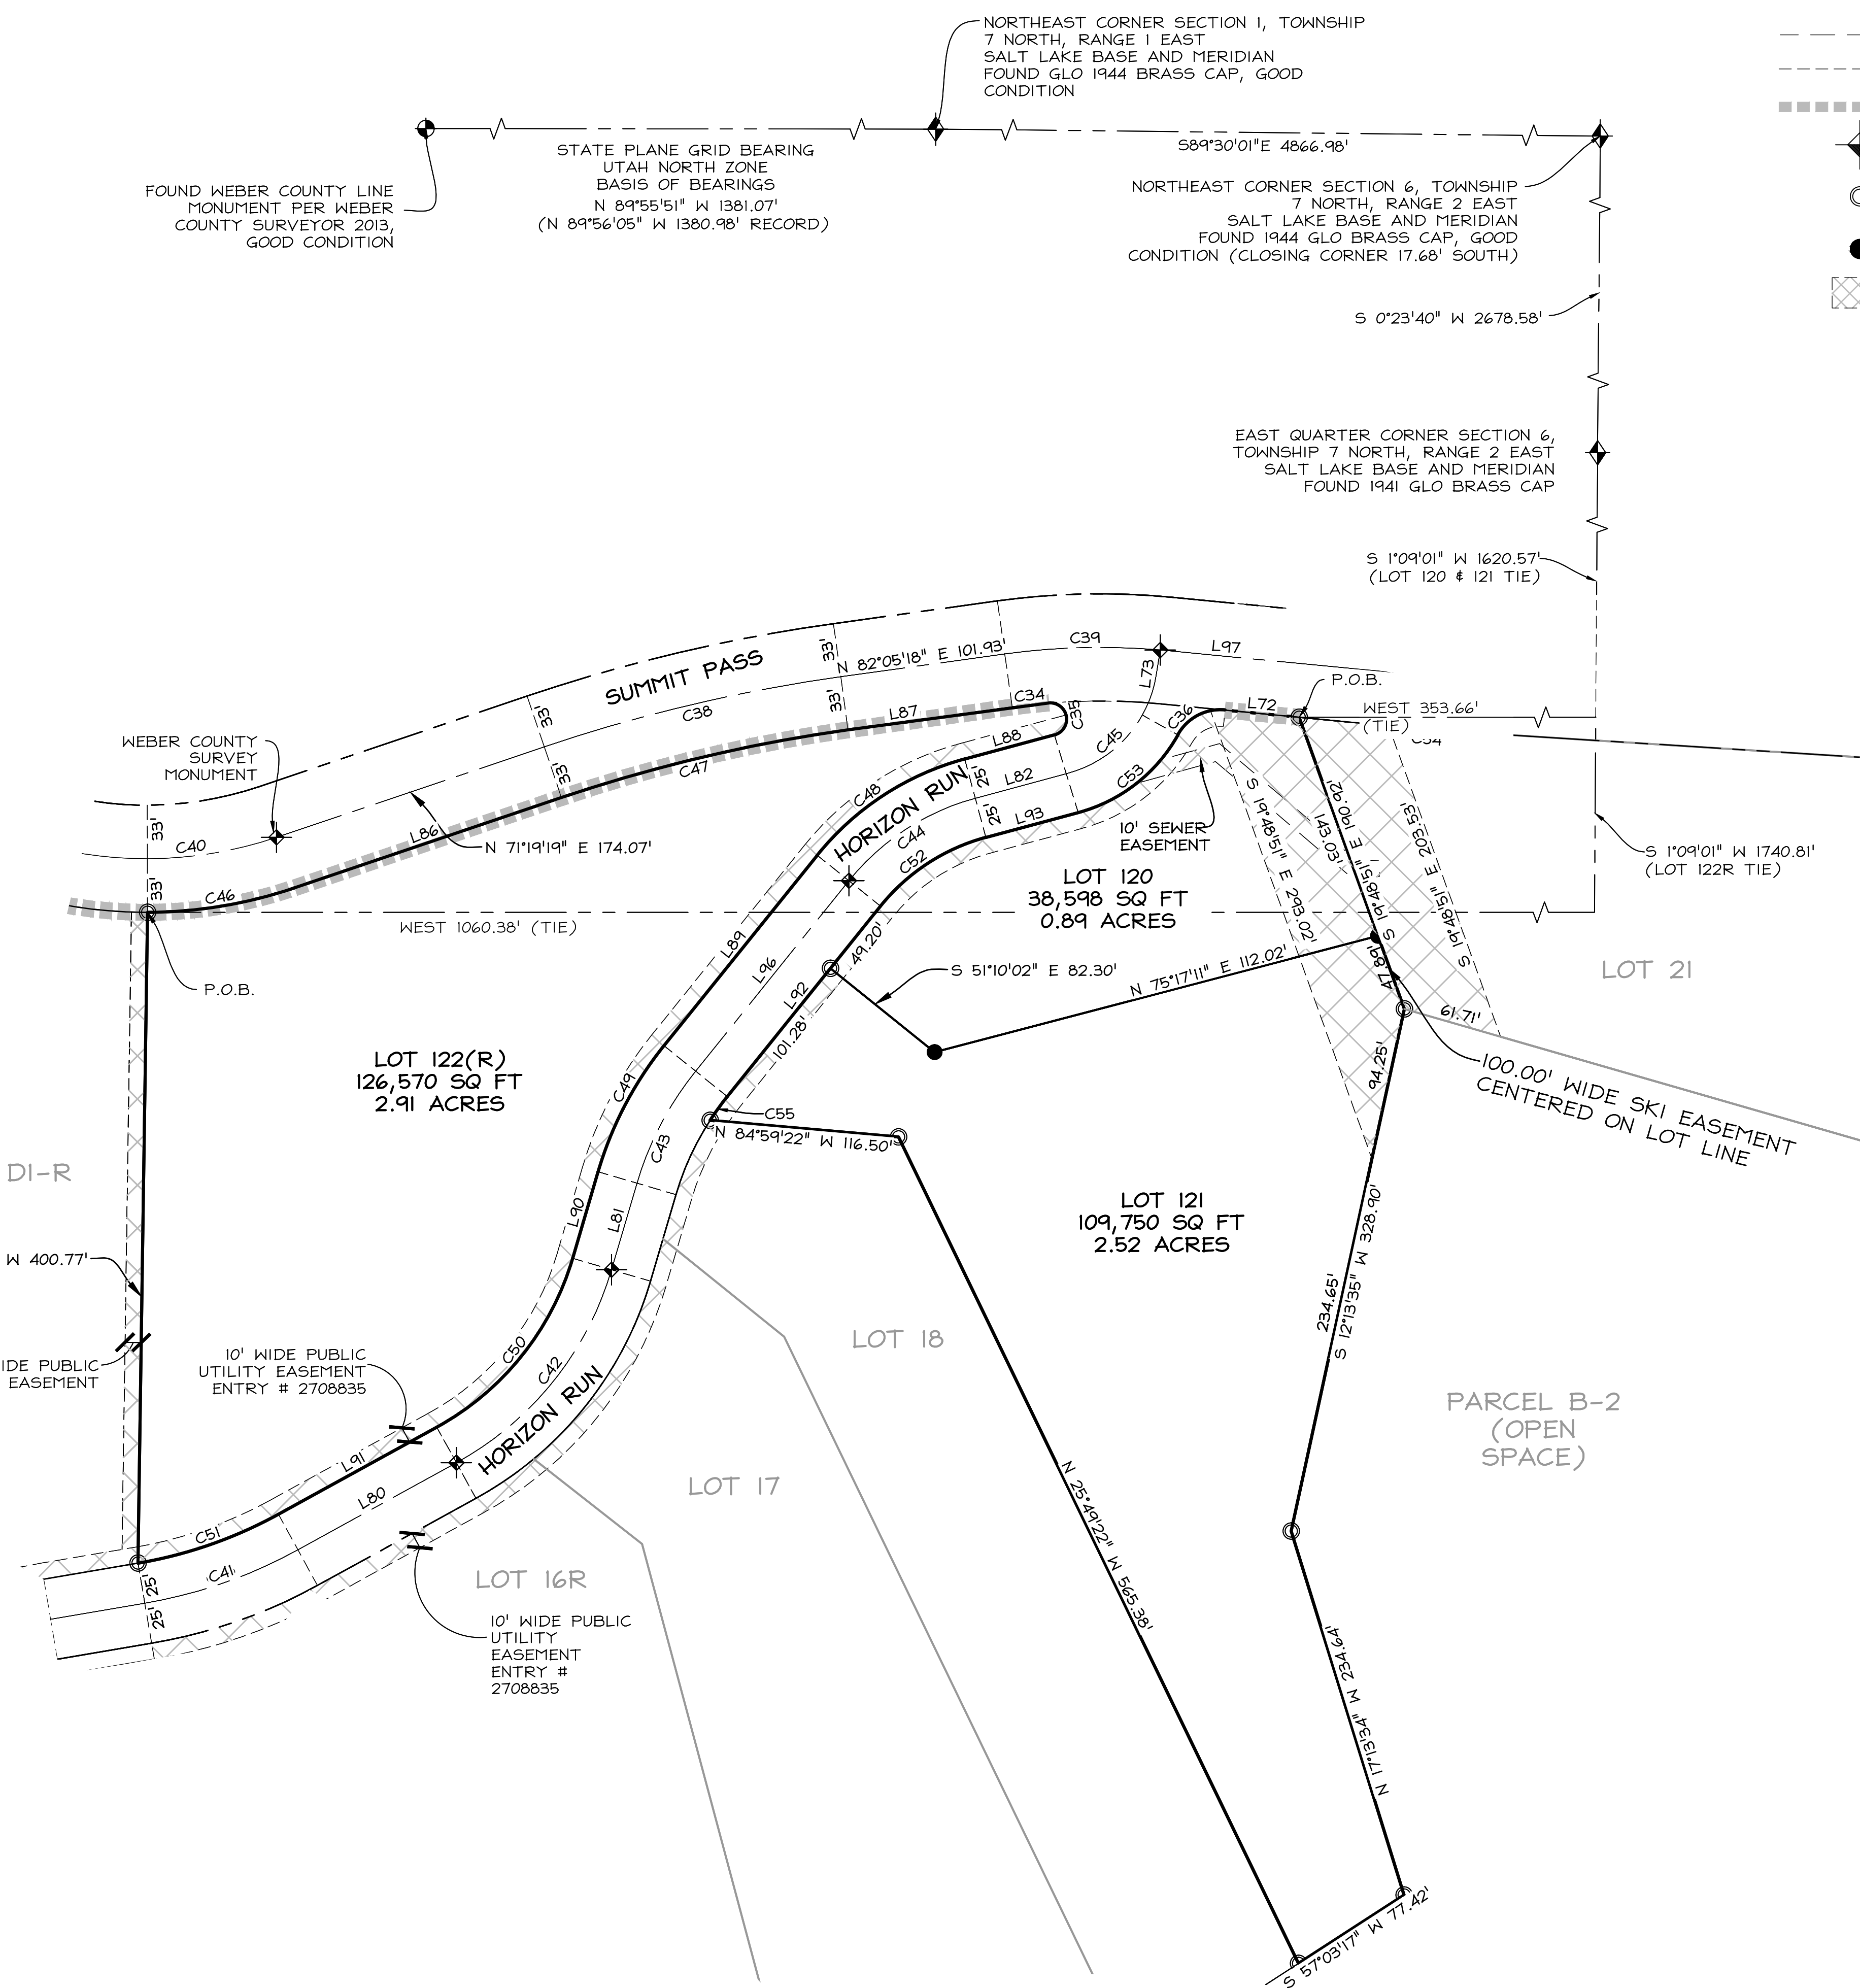 NORTHEAST CORNER SECTION 1, TOWNSHIP
7 NORTH, RANGE 1 EAST
SALT LAKE BASE AND MERIDIAN
FOUND GLO 1944 BRASS CAP, GOOD
CONDITION
STATE PLANE GRID BEARING
UTAH NORTH ZONE
BASIS OF BEARINGS
N 89°55'51" W 1381.07'
(N 89°56'05" W 1380.98' RECORD)
S89°30'01"E 4866.98'
FOUND WEBER COUNTY LINE
MONUMENT PER WEBER
COUNTY SURVEYOR 2013,
GOOD CONDITION
NORTHEAST CORNER SECTION 6, TOWNSHIP
7 NORTH, RANGE 2 EAST
SALT LAKE BASE AND MERIDIAN
FOUND 1944 GLO BRASS CAP, GOOD
CONDITION (CLOSING CORNER 17.68' SOUTH)
S 0°23'40" W 2678.58'
EAST QUARTER CORNER SECTION 6,
TOWNSHIP 7 NORTH, RANGE 2 EAST
SALT LAKE BASE AND MERIDIAN
FOUND 1941 GLO BRASS CAP
S 1°09'01" W 1620.57'
(LOT 120 & 121 TIE)
SUMMIT PASS
33'
33'
N 82°05'18" E 101.93'
C39
L97
L73
P.O.B.
C38
C34
L87
C35
C36
L72
WEST 353.66'
(TIE)
C54
33'
33'
WEBER COUNTY
SURVEY
MONUMENT
C47
L88
C45
33'
C40
L86
N 71°19'19" E 174.07'
C48
HORIZON RUN
25'
25'
L82
C53
L93
C44
C52
10' SEWER
EASEMENT
S 19°48'51" E 293.02'
143.03'
S 19°48'51" E 190.92'
S 19°48'51" E 203.53'
S 1°09'01" W 1740.81'
(LOT 122R TIE)
33'
C46
WEST 1060.38' (TIE)
LOT 120
38,598 SQ FT
0.89 ACRES
P.O.B.
L89
L96
49.20'
L92
101.28'
S 51°10'02" E 82.30'
N 75°17'11" E 112.02'
47.89'
61.71'
LOT 21
100.00' WIDE SKI EASEMENT
CENTERED ON LOT LINE
94.25'
LOT 122(R)
126,570 SQ FT
2.91 ACRES
C49
C55
N 84°59'22" W 116.50'
C43
D1-R
L90
L81
LOT 121
109,750 SQ FT
2.52 ACRES
W 400.77'
234.65'
S 12°13'35" W 328.90'
LOT 18
IDE PUBLIC
EASEMENT
10' WIDE PUBLIC
UTILITY EASEMENT
ENTRY # 2708835
C50
C42
HORIZON RUN
PARCEL B-2
(OPEN
SPACE)
L91
L80
LOT 17
N 25°49'22" W 565.38'
C51
C41
25'
25'
LOT 16R
10' WIDE PUBLIC
UTILITY
EASEMENT
ENTRY #
2708835
N 17°13'34" W 234.64'
S 57°03'17" W 77.42'